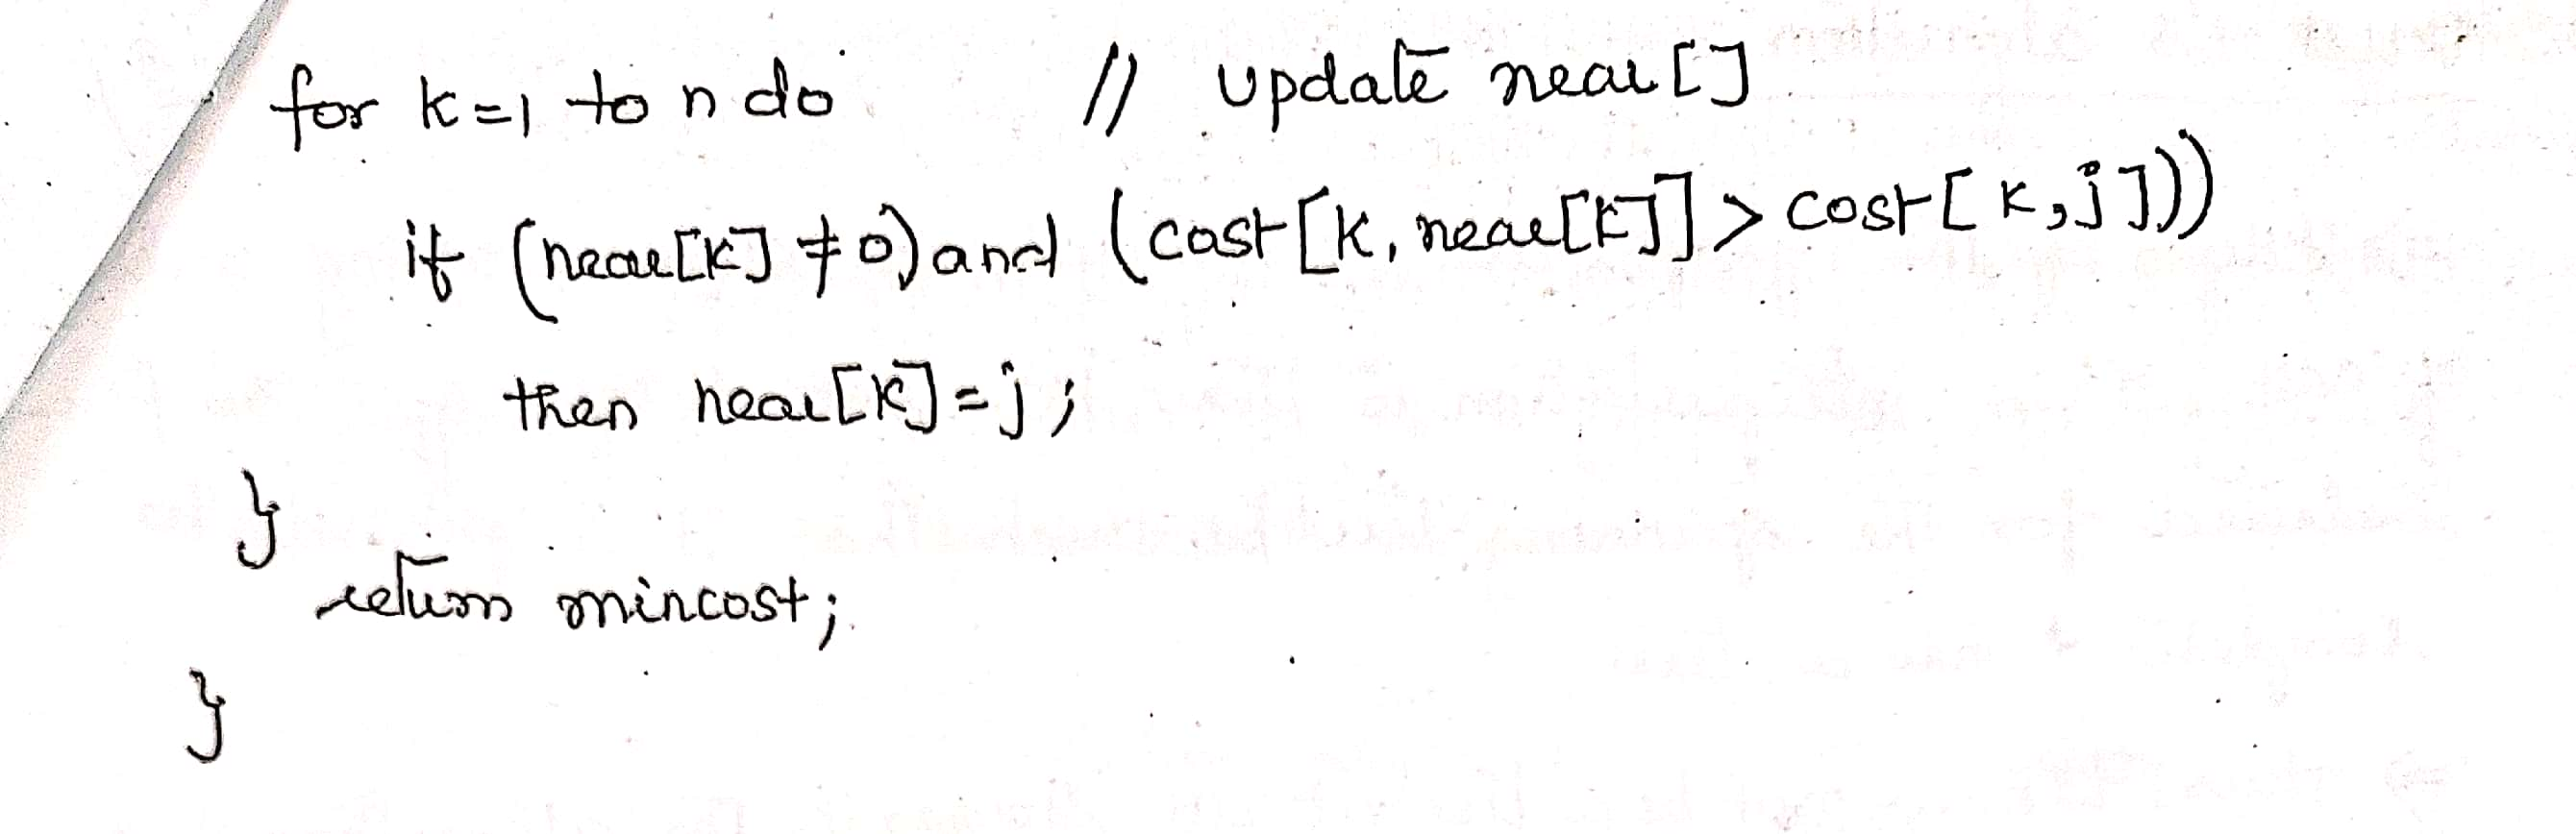 for k=1 to n do // update near[]
if (near[k] ≠ 0) and (cost[k, near[k]] > cost[k,j]))
then near[k]=j;
}
return mincost;
}